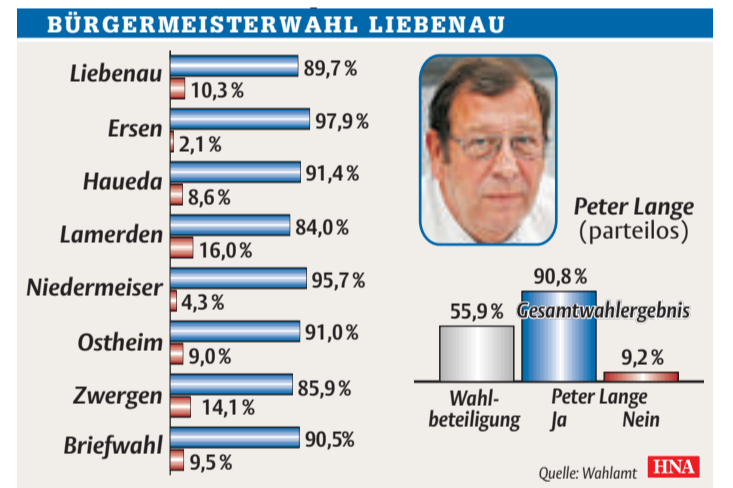 BÜRGERMEISTERWAHL LIEBENAU
Liebenau 89,7 %
10,3 %
Ersen 97,9 %
2,1 %
Haueda 91,4 %
8,6 %
Lamerden 84,0 %
16,0 %
Niedermeiser 95,7 %
4,3 %
Ostheim 91,0 %
9,0 %
Zwergen 85,9 %
14,1 %
Briefwahl 90,5%
9,5 %
Peter Lange
(parteilos)
90,8 %
55,9 % Gesamtwahlergebnis
9,2 %
Wahl- Peter Lange
beteiligung Ja Nein
Quelle: Wahlamt HNA